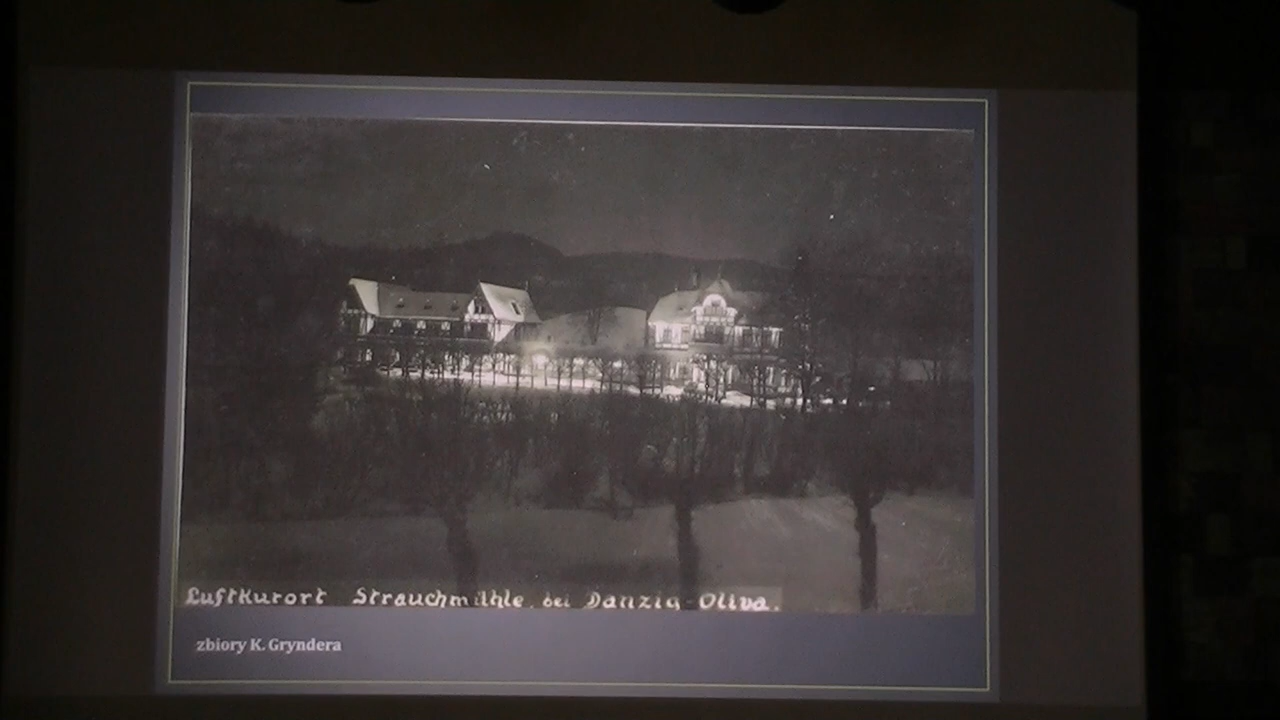 Luftkurort Strauchmühle bei Danzig-Oliva.
zbiory K. Gryndera